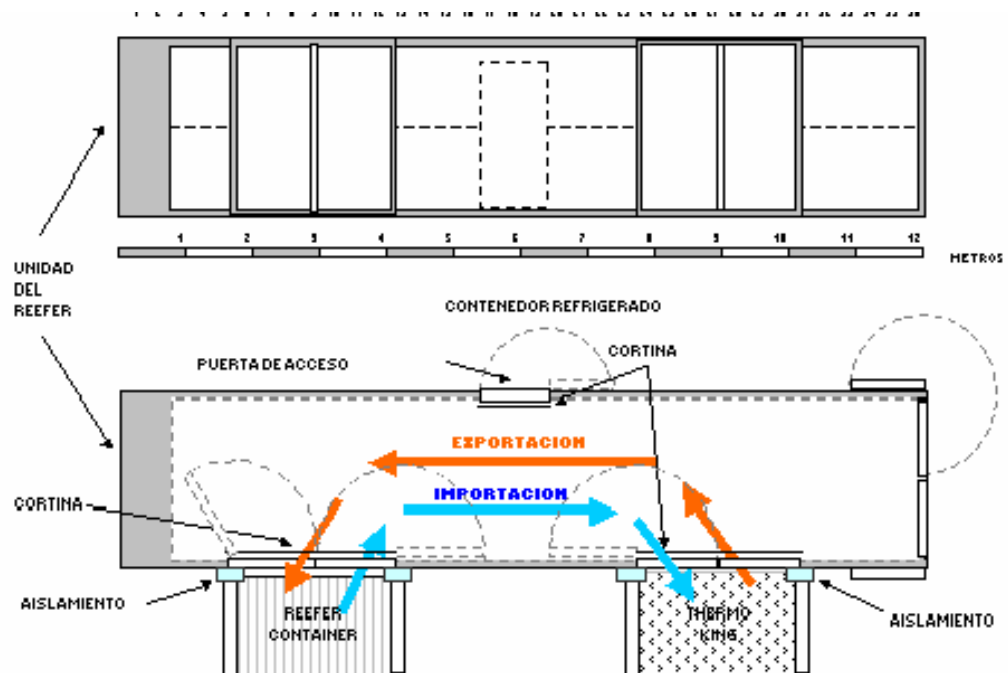 1 2 3 4 5 6 7 8 9 10 11 12
METROS
UNIDAD
DEL
REEFER
CONTENEDOR REFRIGERADO
PUERTA DE ACCESO
CORTINA
EXPORTACION
IMPORTACION
CORTINA
AISLAMIENTO
REEFER
CONTAINER
THERMO
KING
AISLAMIENTO